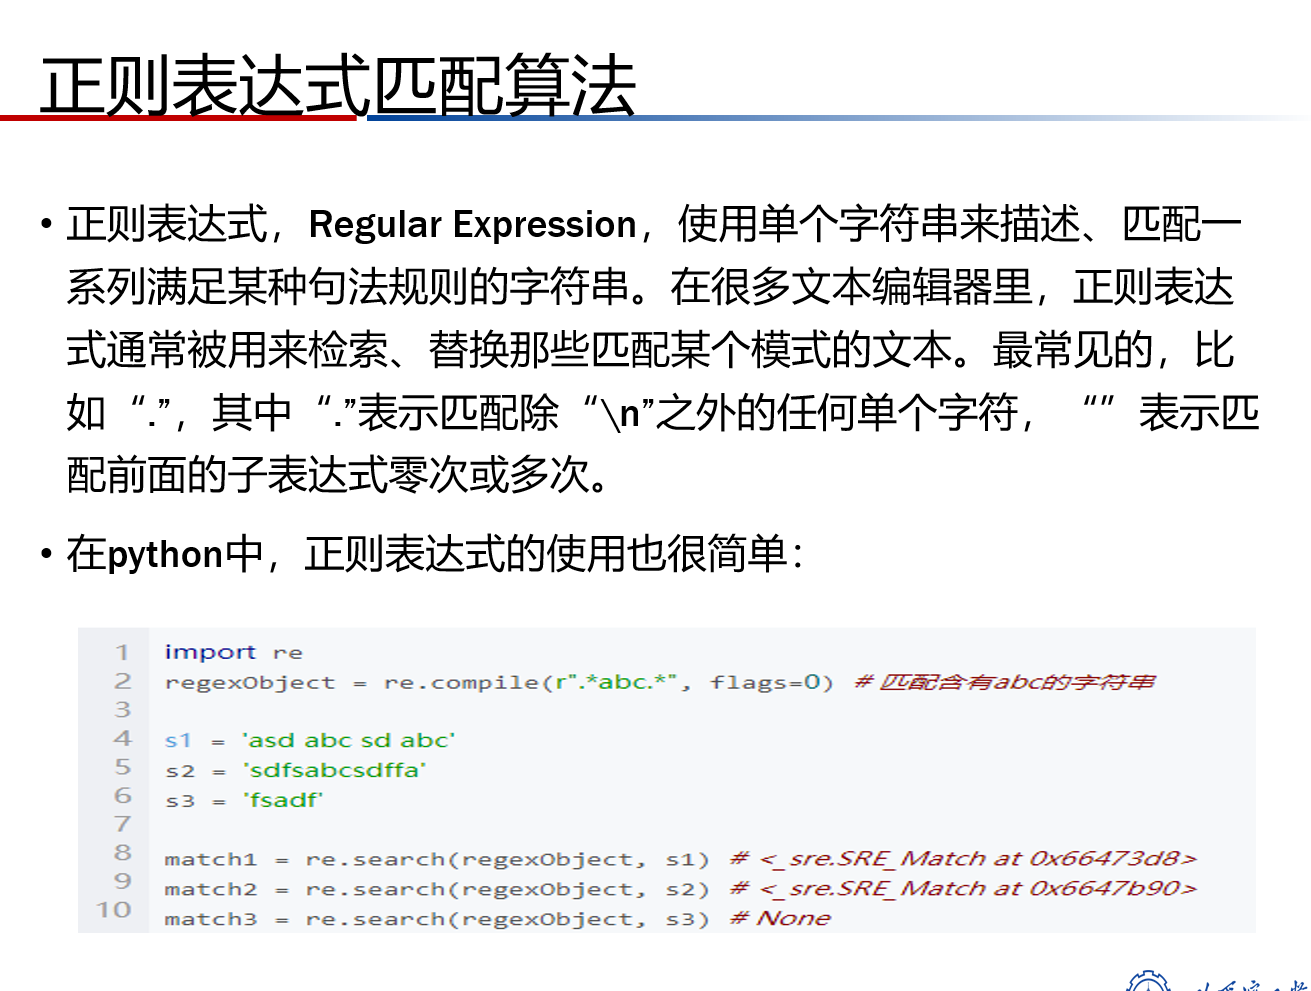 正则表达式匹配算法
• 正则表达式，Regular Expression，使用单个字符串来描述、匹配一
系列满足某种句法规则的字符串。在很多文本编辑器里，正则表达
式通常被用来检索、替换那些匹配某个模式的文本。最常见的，比
如“.”，其中“.”表示匹配除“\n”之外的任何单个字符，“”表示匹
配前面的子表达式零次或多次。
• 在python中，正则表达式的使用也很简单：
1 import re
2 regexObject = re.compile(r".*abc.*", flags=0) # 匹配含有abc的字符串
3
4 s1 = 'asd abc sd abc'
5 s2 = 'sdfsabcsdffa'
6 s3 = 'fsadf'
7
8 match1 = re.search(regexObject, s1) # <_sre.SRE_Match at 0x66473d8>
9 match2 = re.search(regexObject, s2) # <_sre.SRE_Match at 0x6647b90>
10 match3 = re.search(regexObject, s3) # None